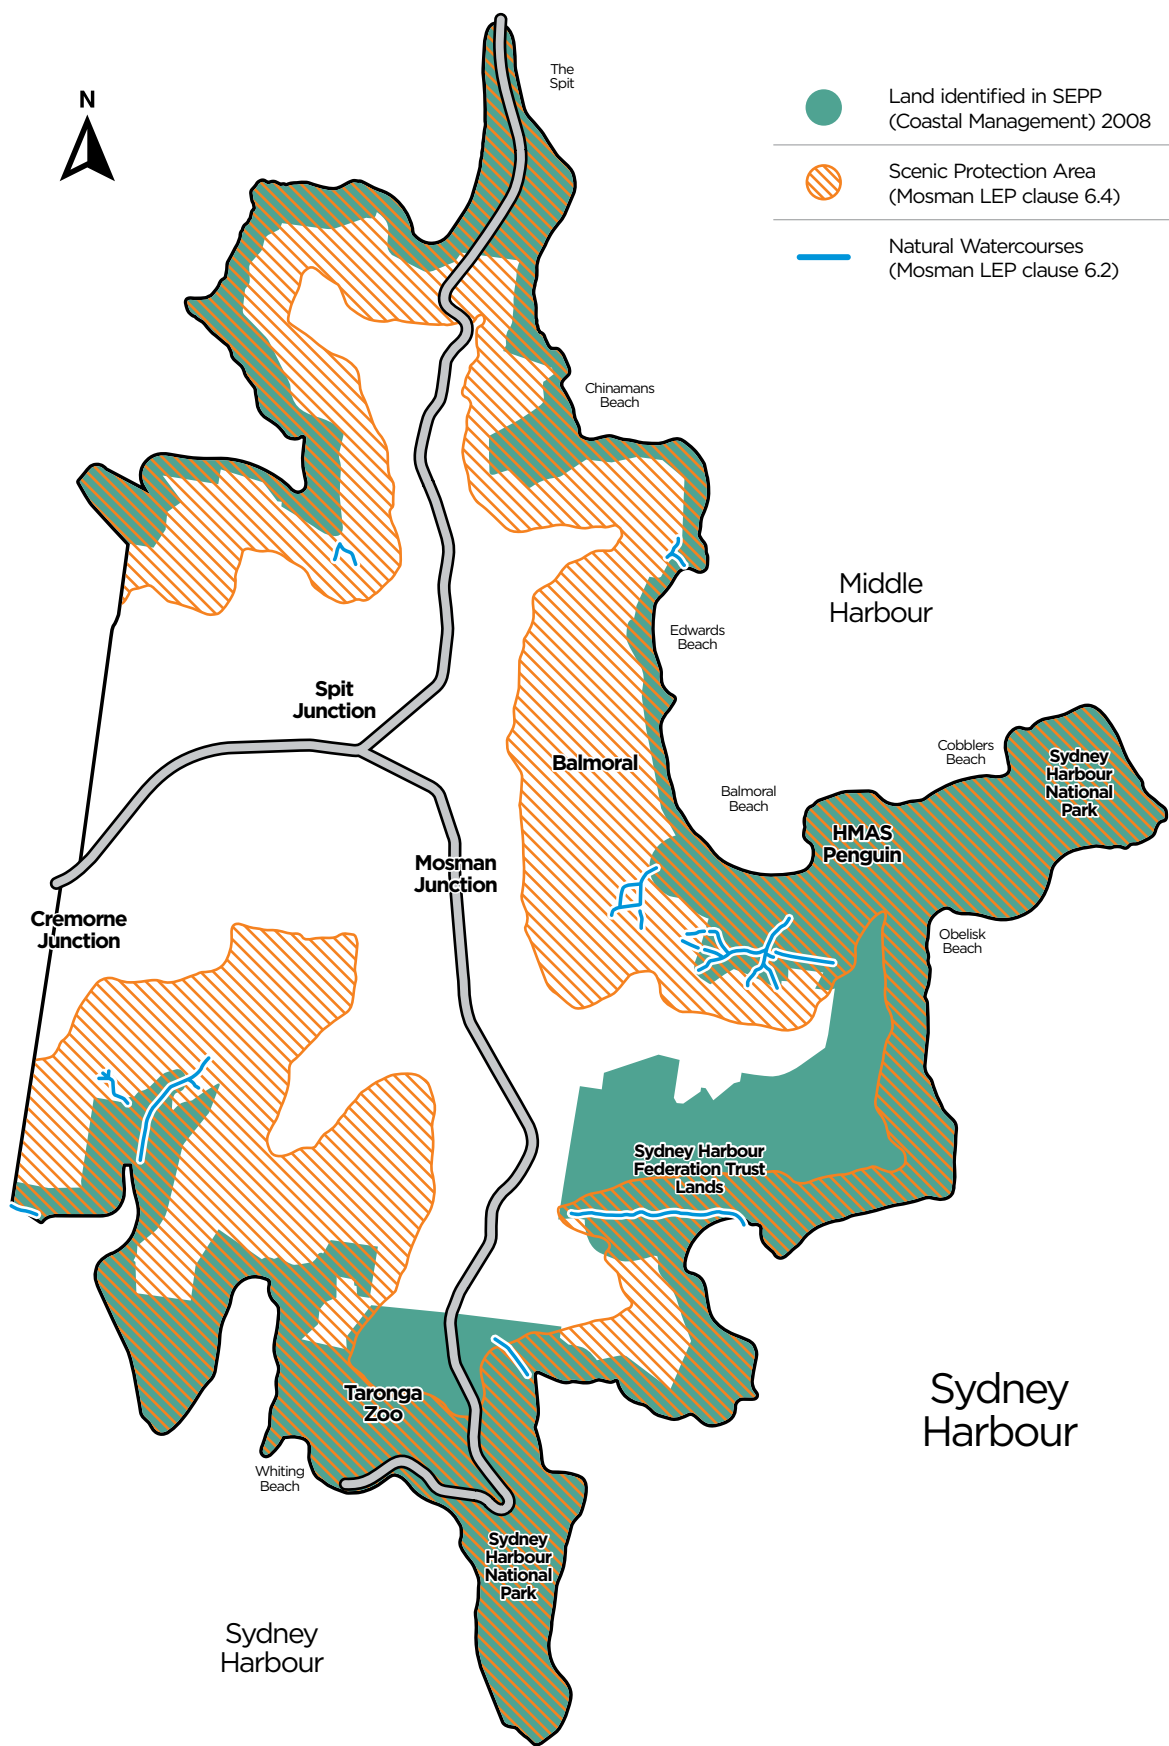 The
Spit
N
Land identified in SEPP
(Coastal Management) 2008
Scenic Protection Area
(Mosman LEP clause 6.4)
Natural Watercourses
(Mosman LEP clause 6.2)
Chinamans
Beach
Middle
Harbour
Edwards
Beach
Spit
Junction
Balmoral
Cobblers
Beach
Sydney
Harbour
National
Park
Balmoral
Beach
HMAS
Penguin
Mosman
Junction
Cremorne
Junction
Obelisk
Beach
Sydney Harbour
Federation Trust
Lands
Taronga
Zoo
Sydney
Harbour
Whiting
Beach
Sydney
Harbour
National
Park
Sydney
Harbour